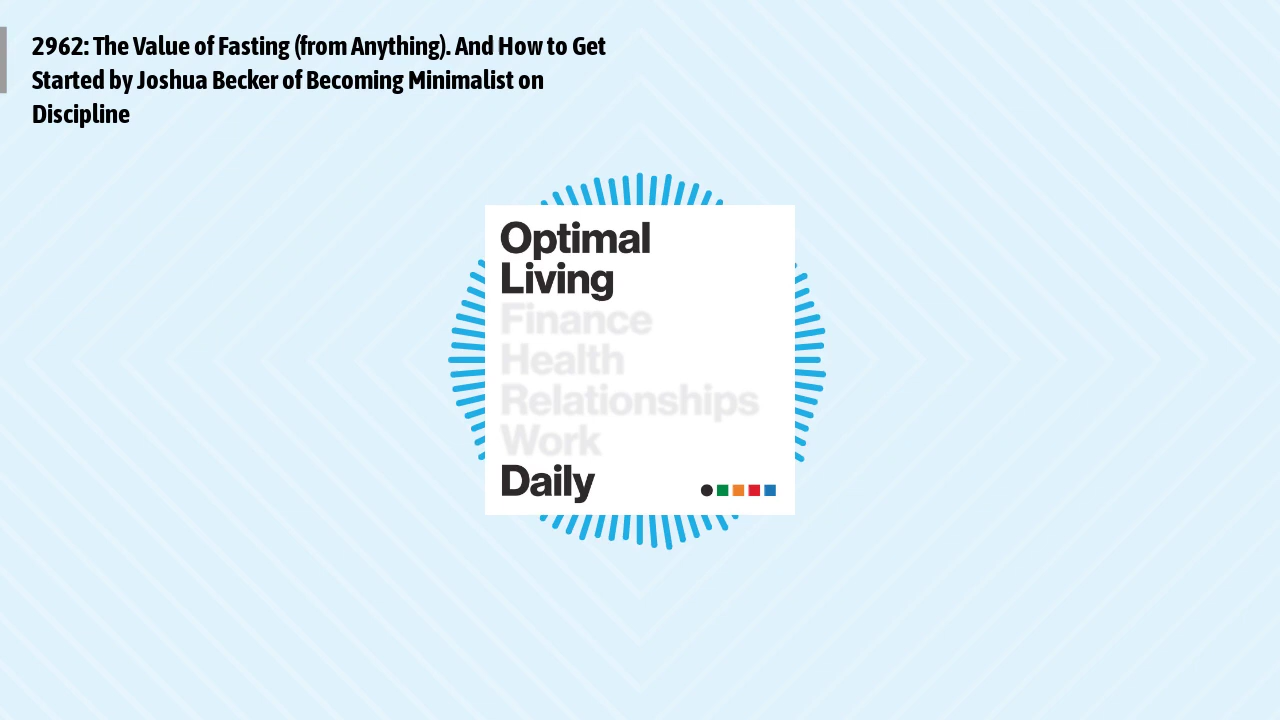 2962: The Value of Fasting (from Anything). And How to Get
Started by Joshua Becker of Becoming Minimalist on
Discipline
Optimal
Living
Finance
Health
Relationships
Work
Daily